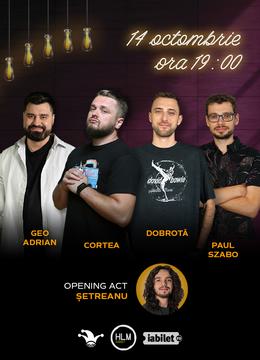 14 octombrie
ora 19:00
GEO
ADRIAN
CORTEA
DOBROTĂ
PAUL
SZABO
OPENING ACT
ȘETREANU
HLM
iabilet